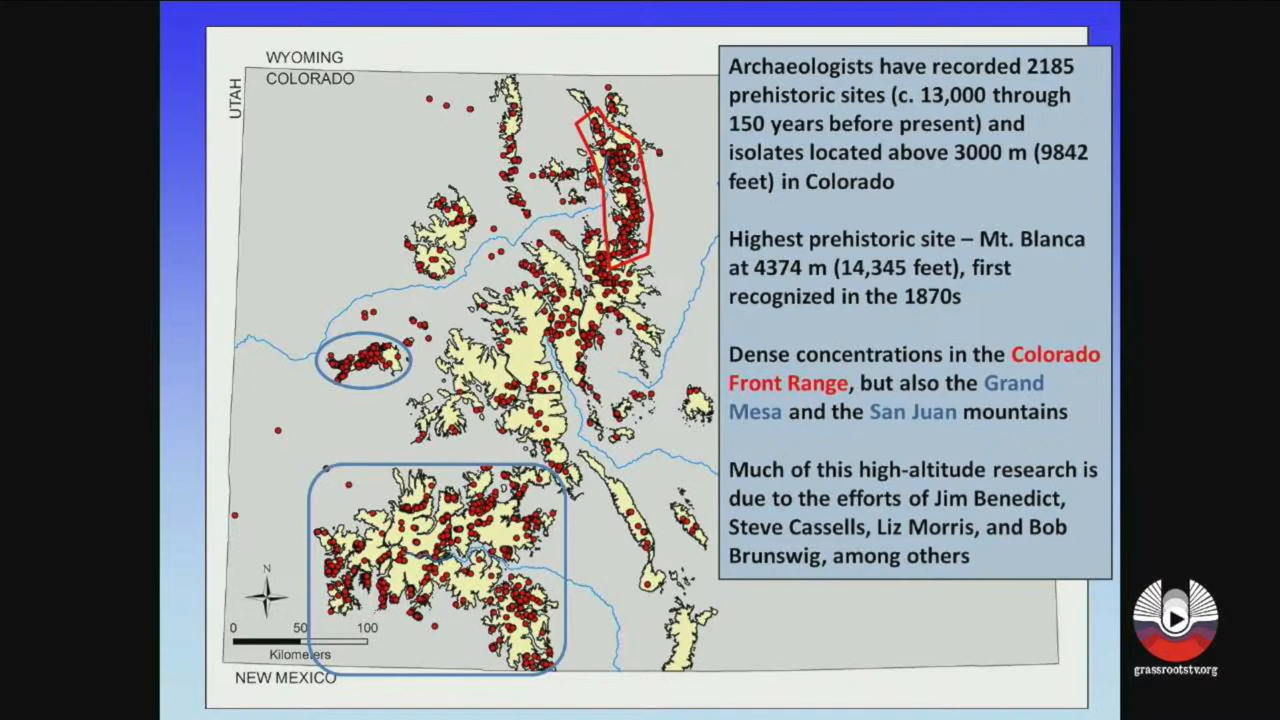 WYOMING
COLORADO
UTAH
Archaeologists have recorded 2185
prehistoric sites (c. 13,000 through
150 years before present) and
isolates located above 3000 m (9842
feet) in Colorado
Highest prehistoric site – Mt. Blanca
at 4374 m (14,345 feet), first
recognized in the 1870s
Dense concentrations in the Colorado
Front Range, but also the Grand
Mesa and the San Juan mountains
Much of this high-altitude research is
due to the efforts of Jim Benedict,
Steve Cassells, Liz Morris, and Bob
Brunswig, among others
N
0 50 100
Kilometers
NEW MEXICO
grassrootstv.org